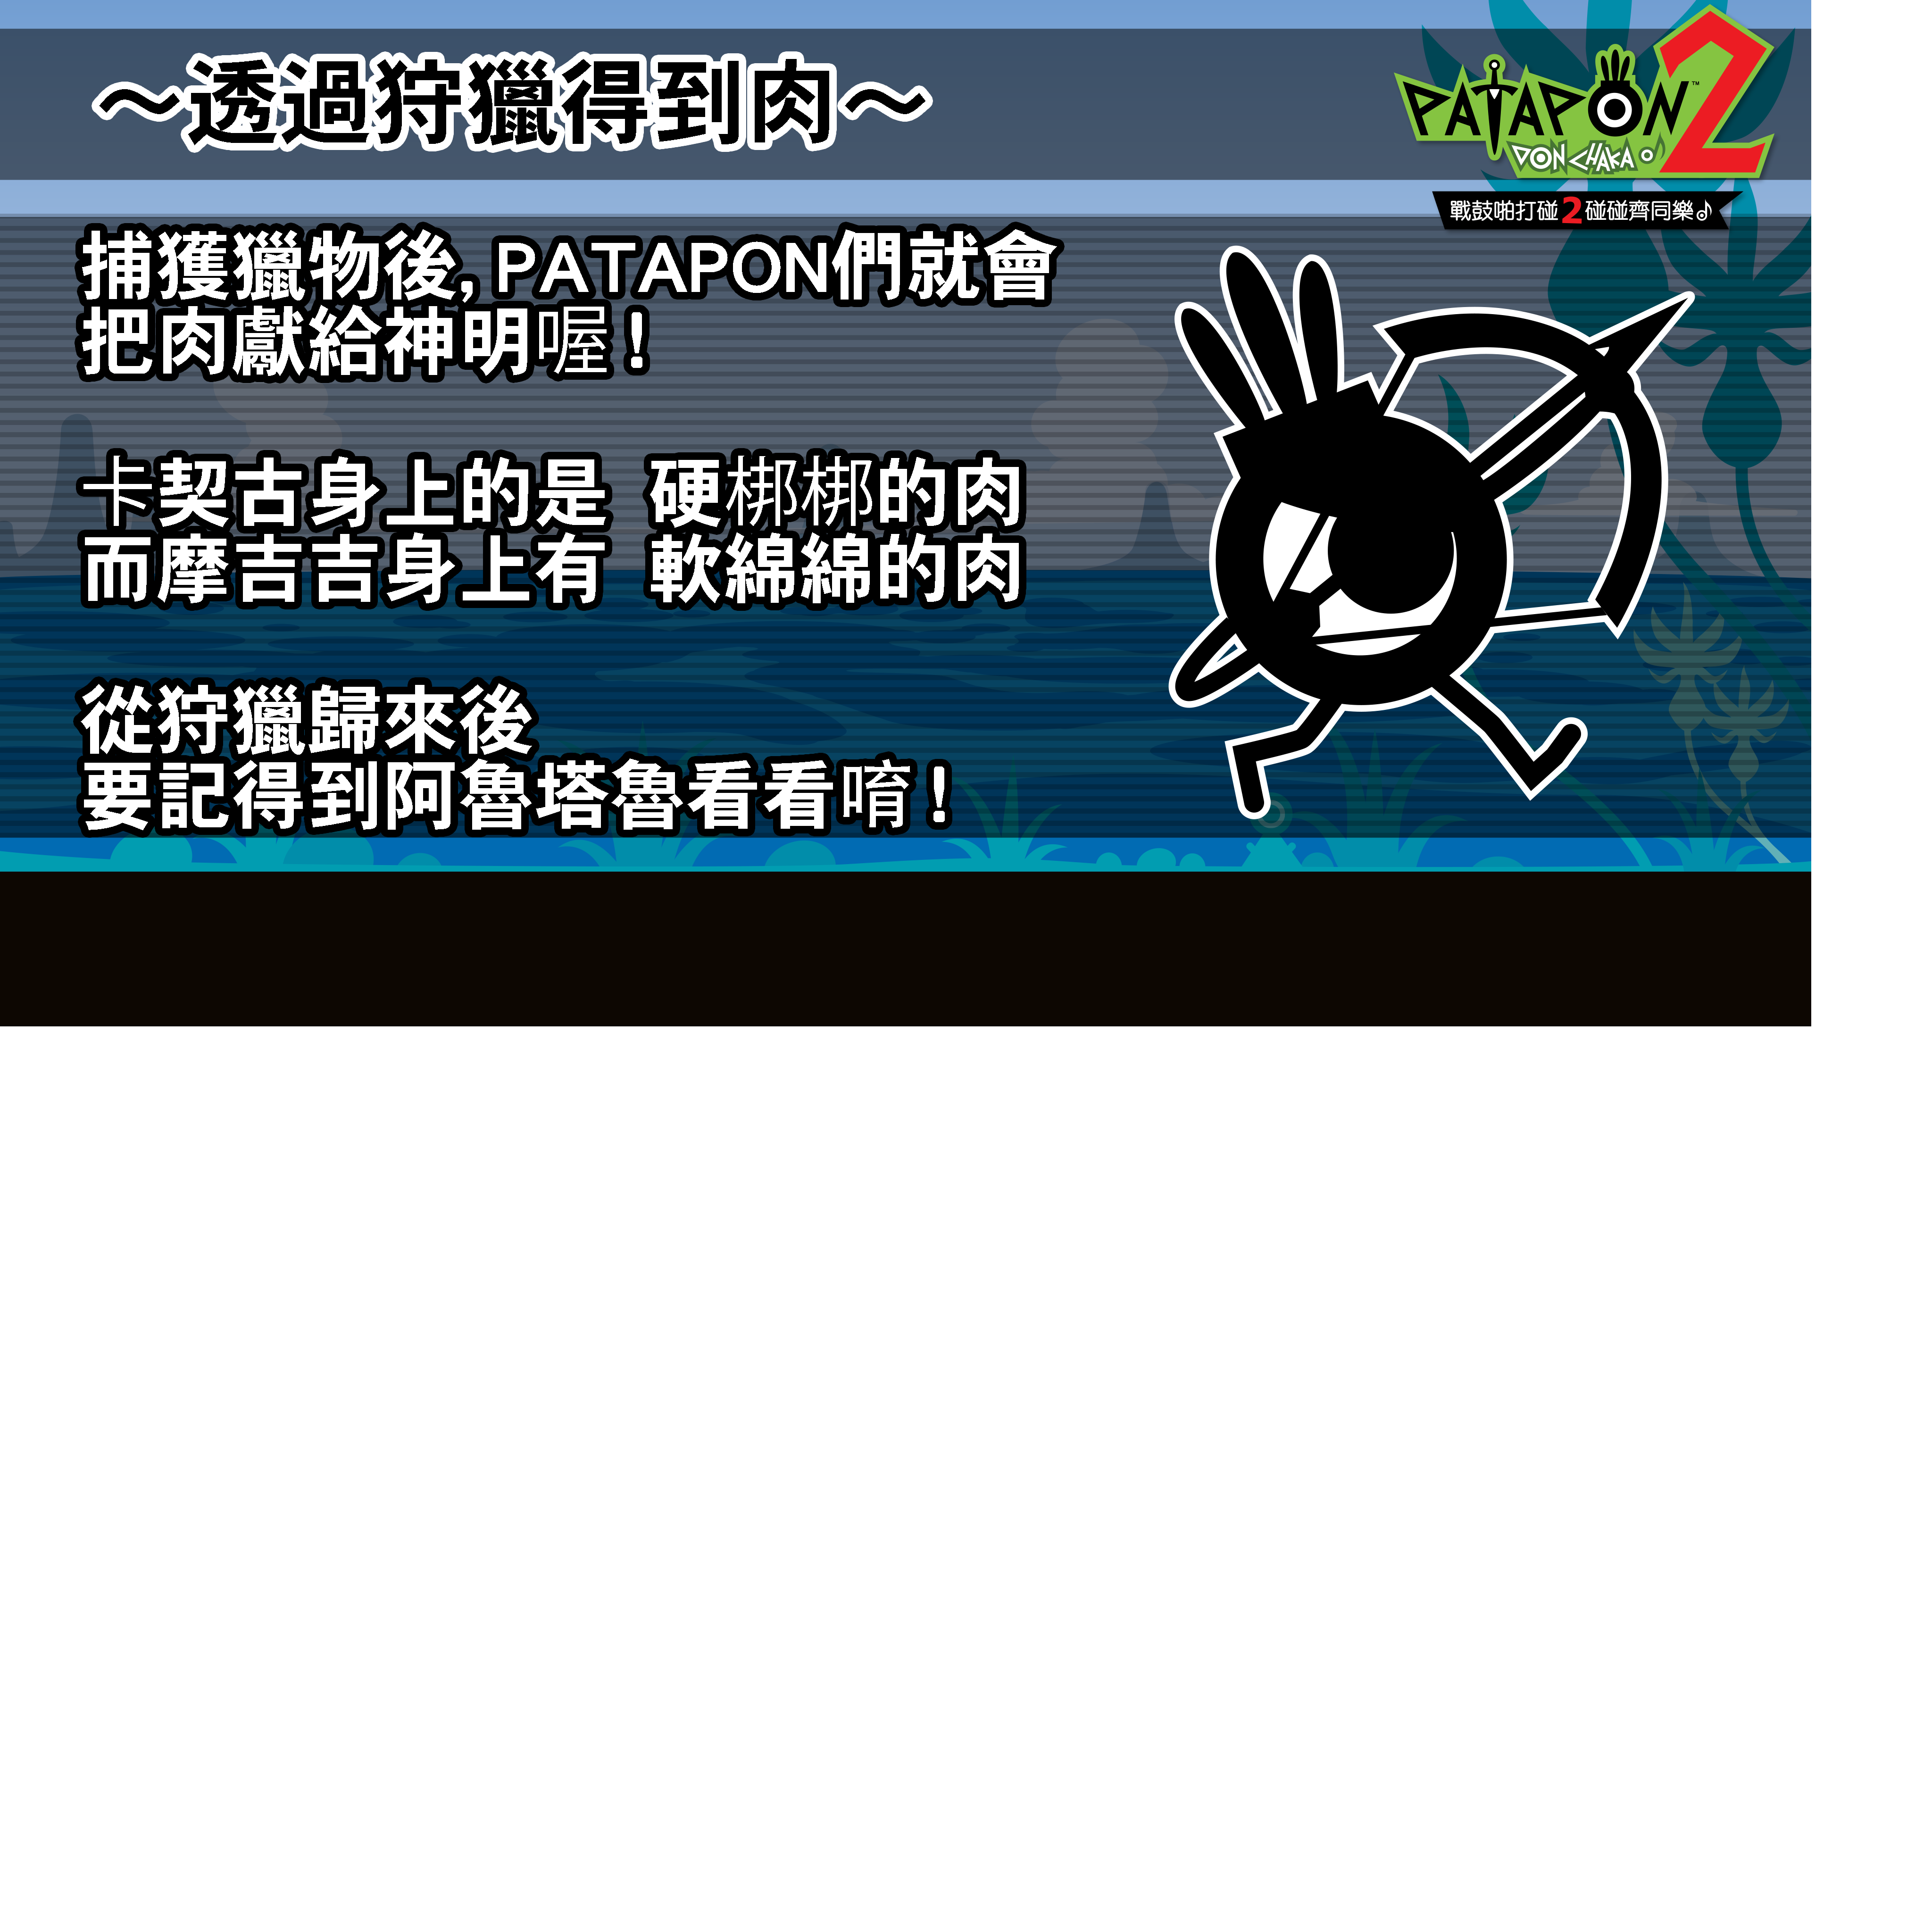 ～透過狩獵得到肉～
PATAPON 2™
DON CHAKA♪
戰鼓啪打碰2碰碰齊同樂♪
捕獲獵物後，PATAPON們就會
把肉獻給神明喔！
卡契古身上的是 硬梆梆的肉
而摩吉吉身上有 軟綿綿的肉
從狩獵歸來後
要記得到阿魯塔魯看看唷！